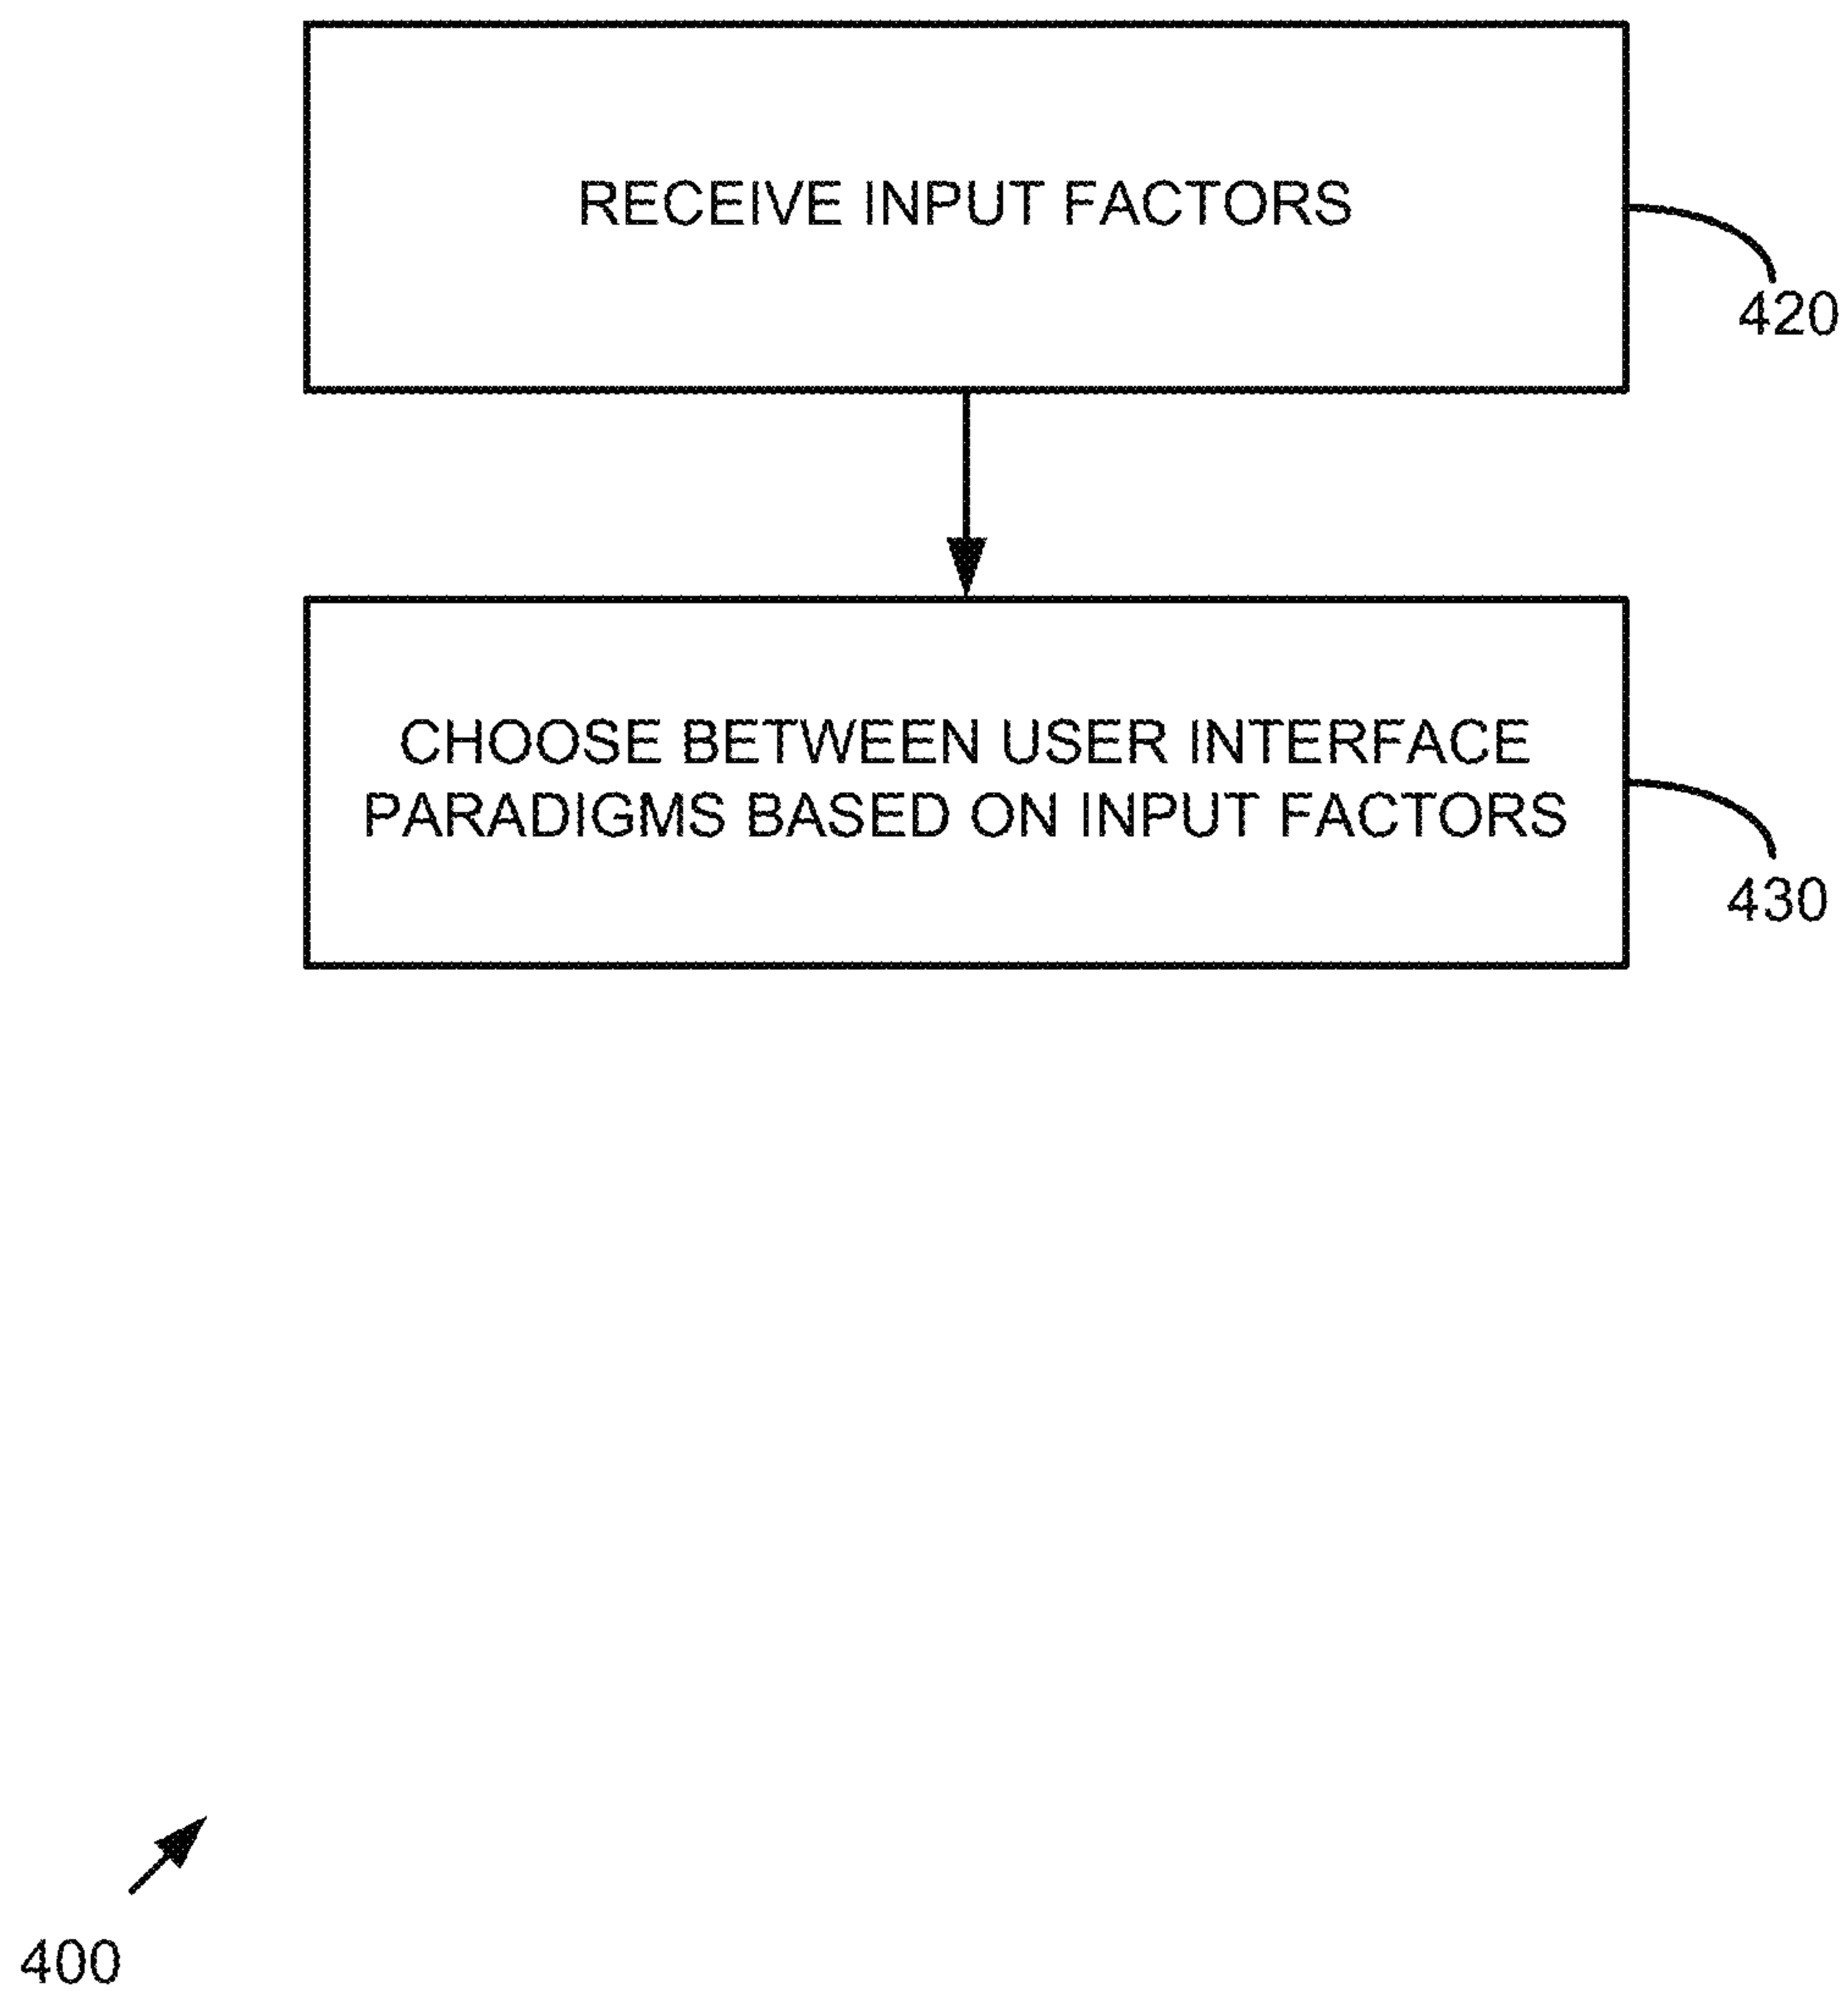 RECEIVE INPUT FACTORS
420
CHOOSE BETWEEN USER INTERFACE
PARADIGMS BASED ON INPUT FACTORS
430
400